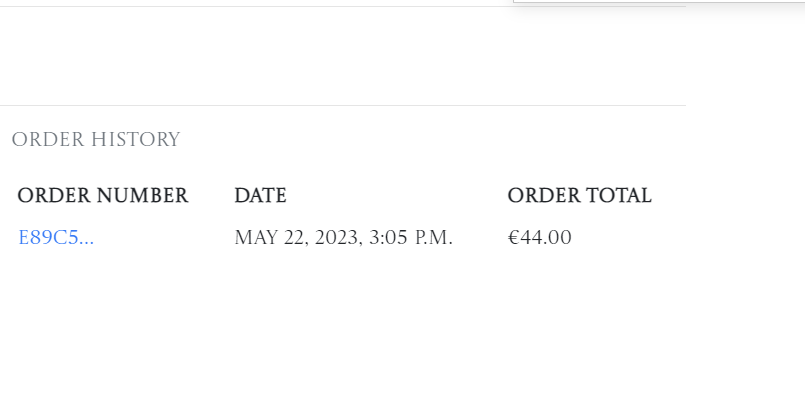 ORDER HISTORY
ORDER NUMBER DATE ORDER TOTAL
E89C5... MAY 22, 2023, 3:05 P.M. €44.00